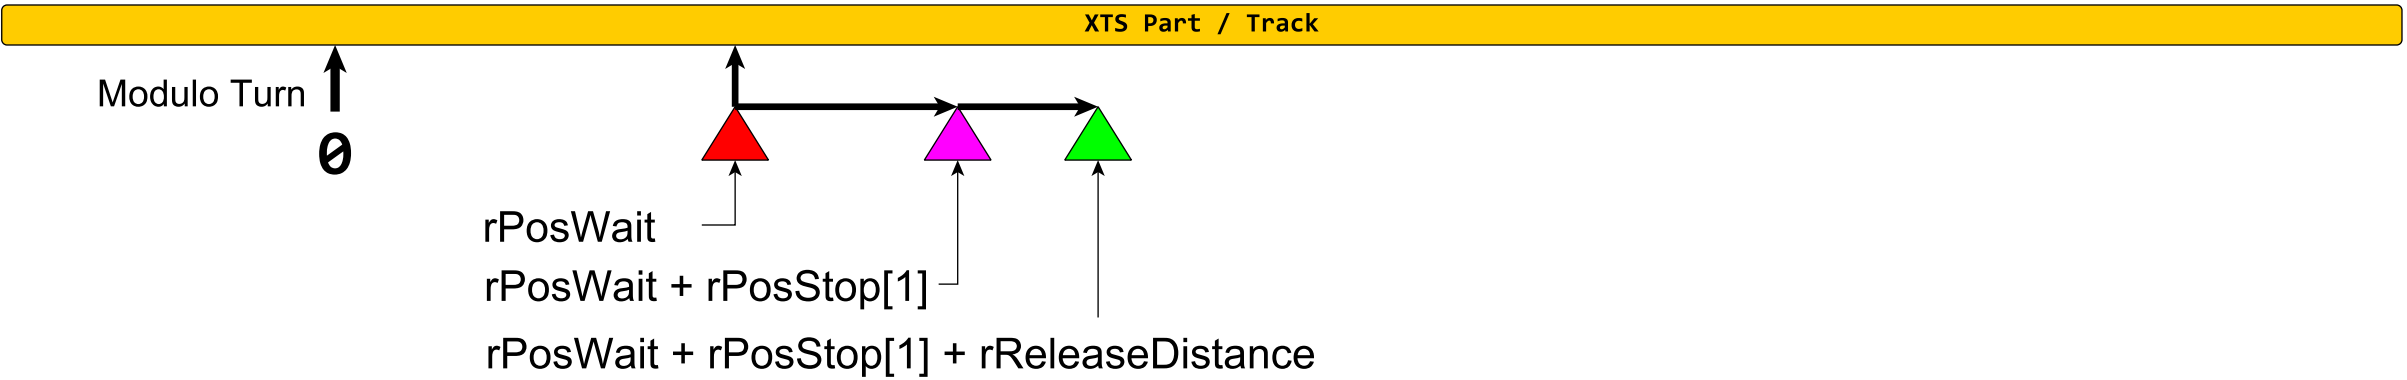 XTS Part / Track
Modulo Turn
0
rPosWait
rPosWait + rPosStop[1]
rPosWait + rPosStop[1] + rReleaseDistance